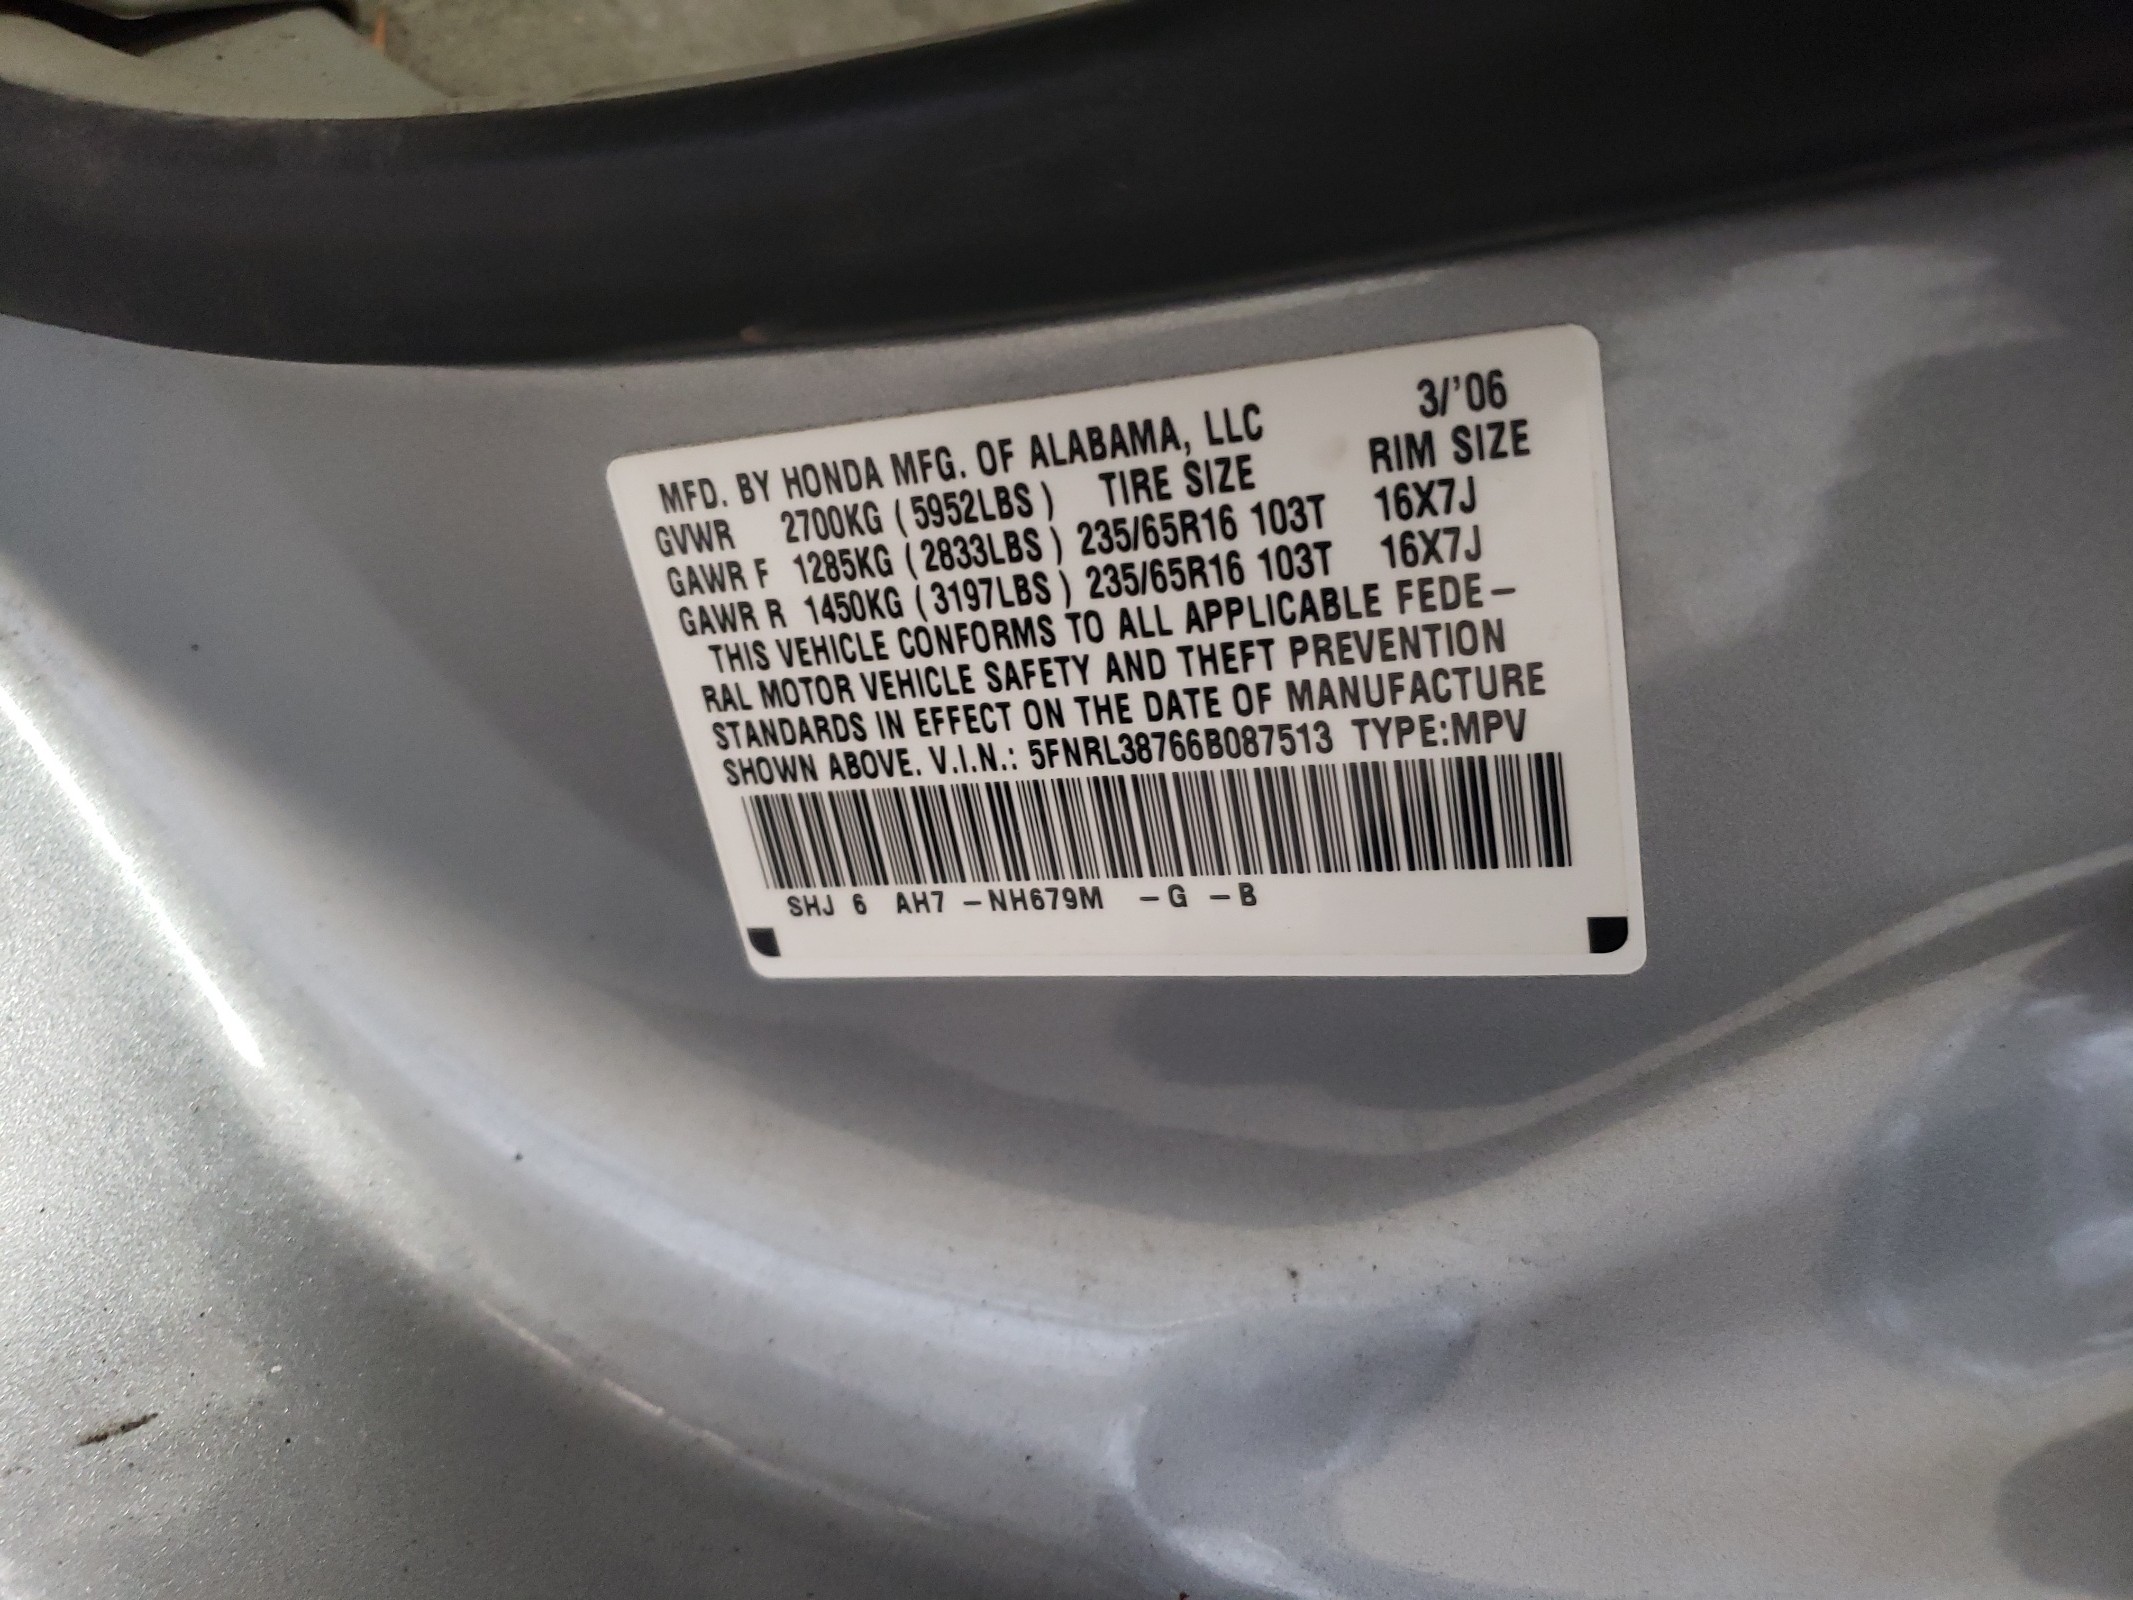 MFD. BY HONDA MFG. OF ALABAMA, LLC 3/'06
GVWR 2700KG ( 5952LBS ) TIRE SIZE RIM SIZE
GAWR F 1285KG ( 2833LBS ) 235/65R16 103T 16X7J
GAWR R 1450KG ( 3197LBS ) 235/65R16 103T 16X7J
THIS VEHICLE CONFORMS TO ALL APPLICABLE FEDE-
RAL MOTOR VEHICLE SAFETY AND THEFT PREVENTION
STANDARDS IN EFFECT ON THE DATE OF MANUFACTURE
SHOWN ABOVE. V.I.N.: 5FNRL38766B087513 TYPE:MPV
SHJ 6 AH7 -NH679M -G -B